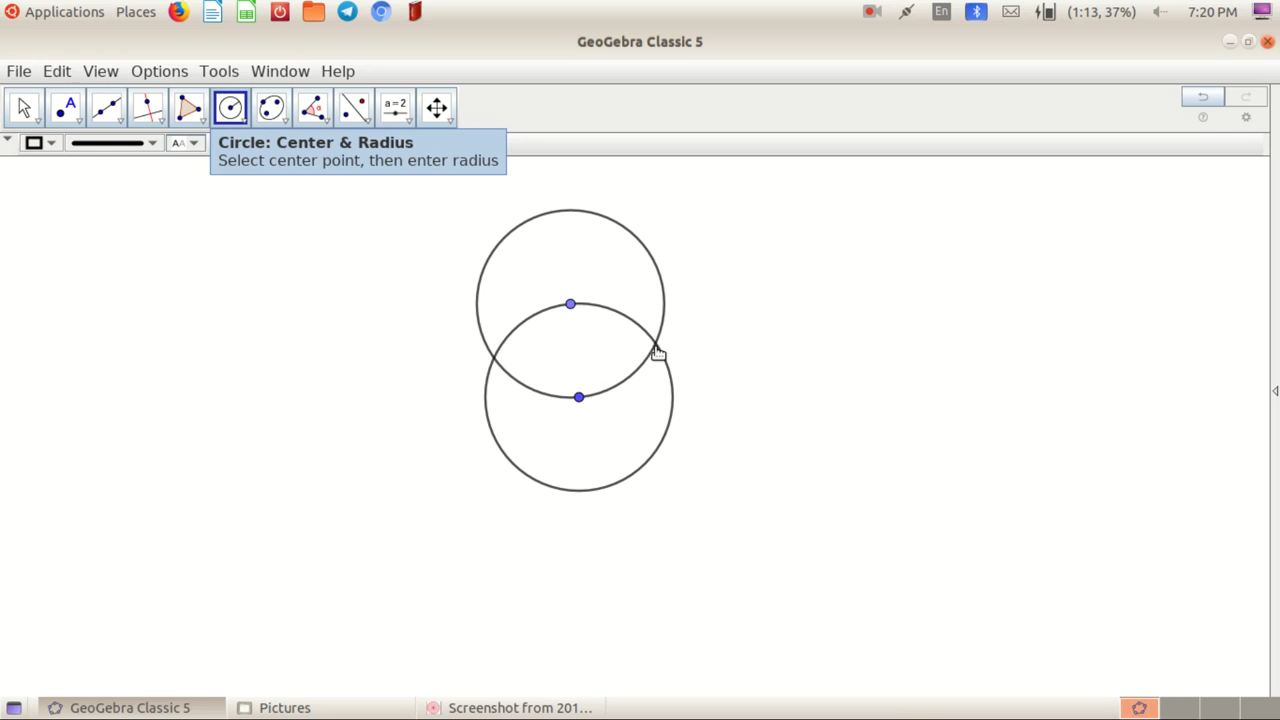 Applications Places En (1:13, 37%) 7:20 PM
GeoGebra Classic 5
File Edit View Options Tools Window Help
A α a=2
AA
Circle: Center & Radius
Select center point, then enter radius
GeoGebra Classic 5 Pictures Screenshot from 201...